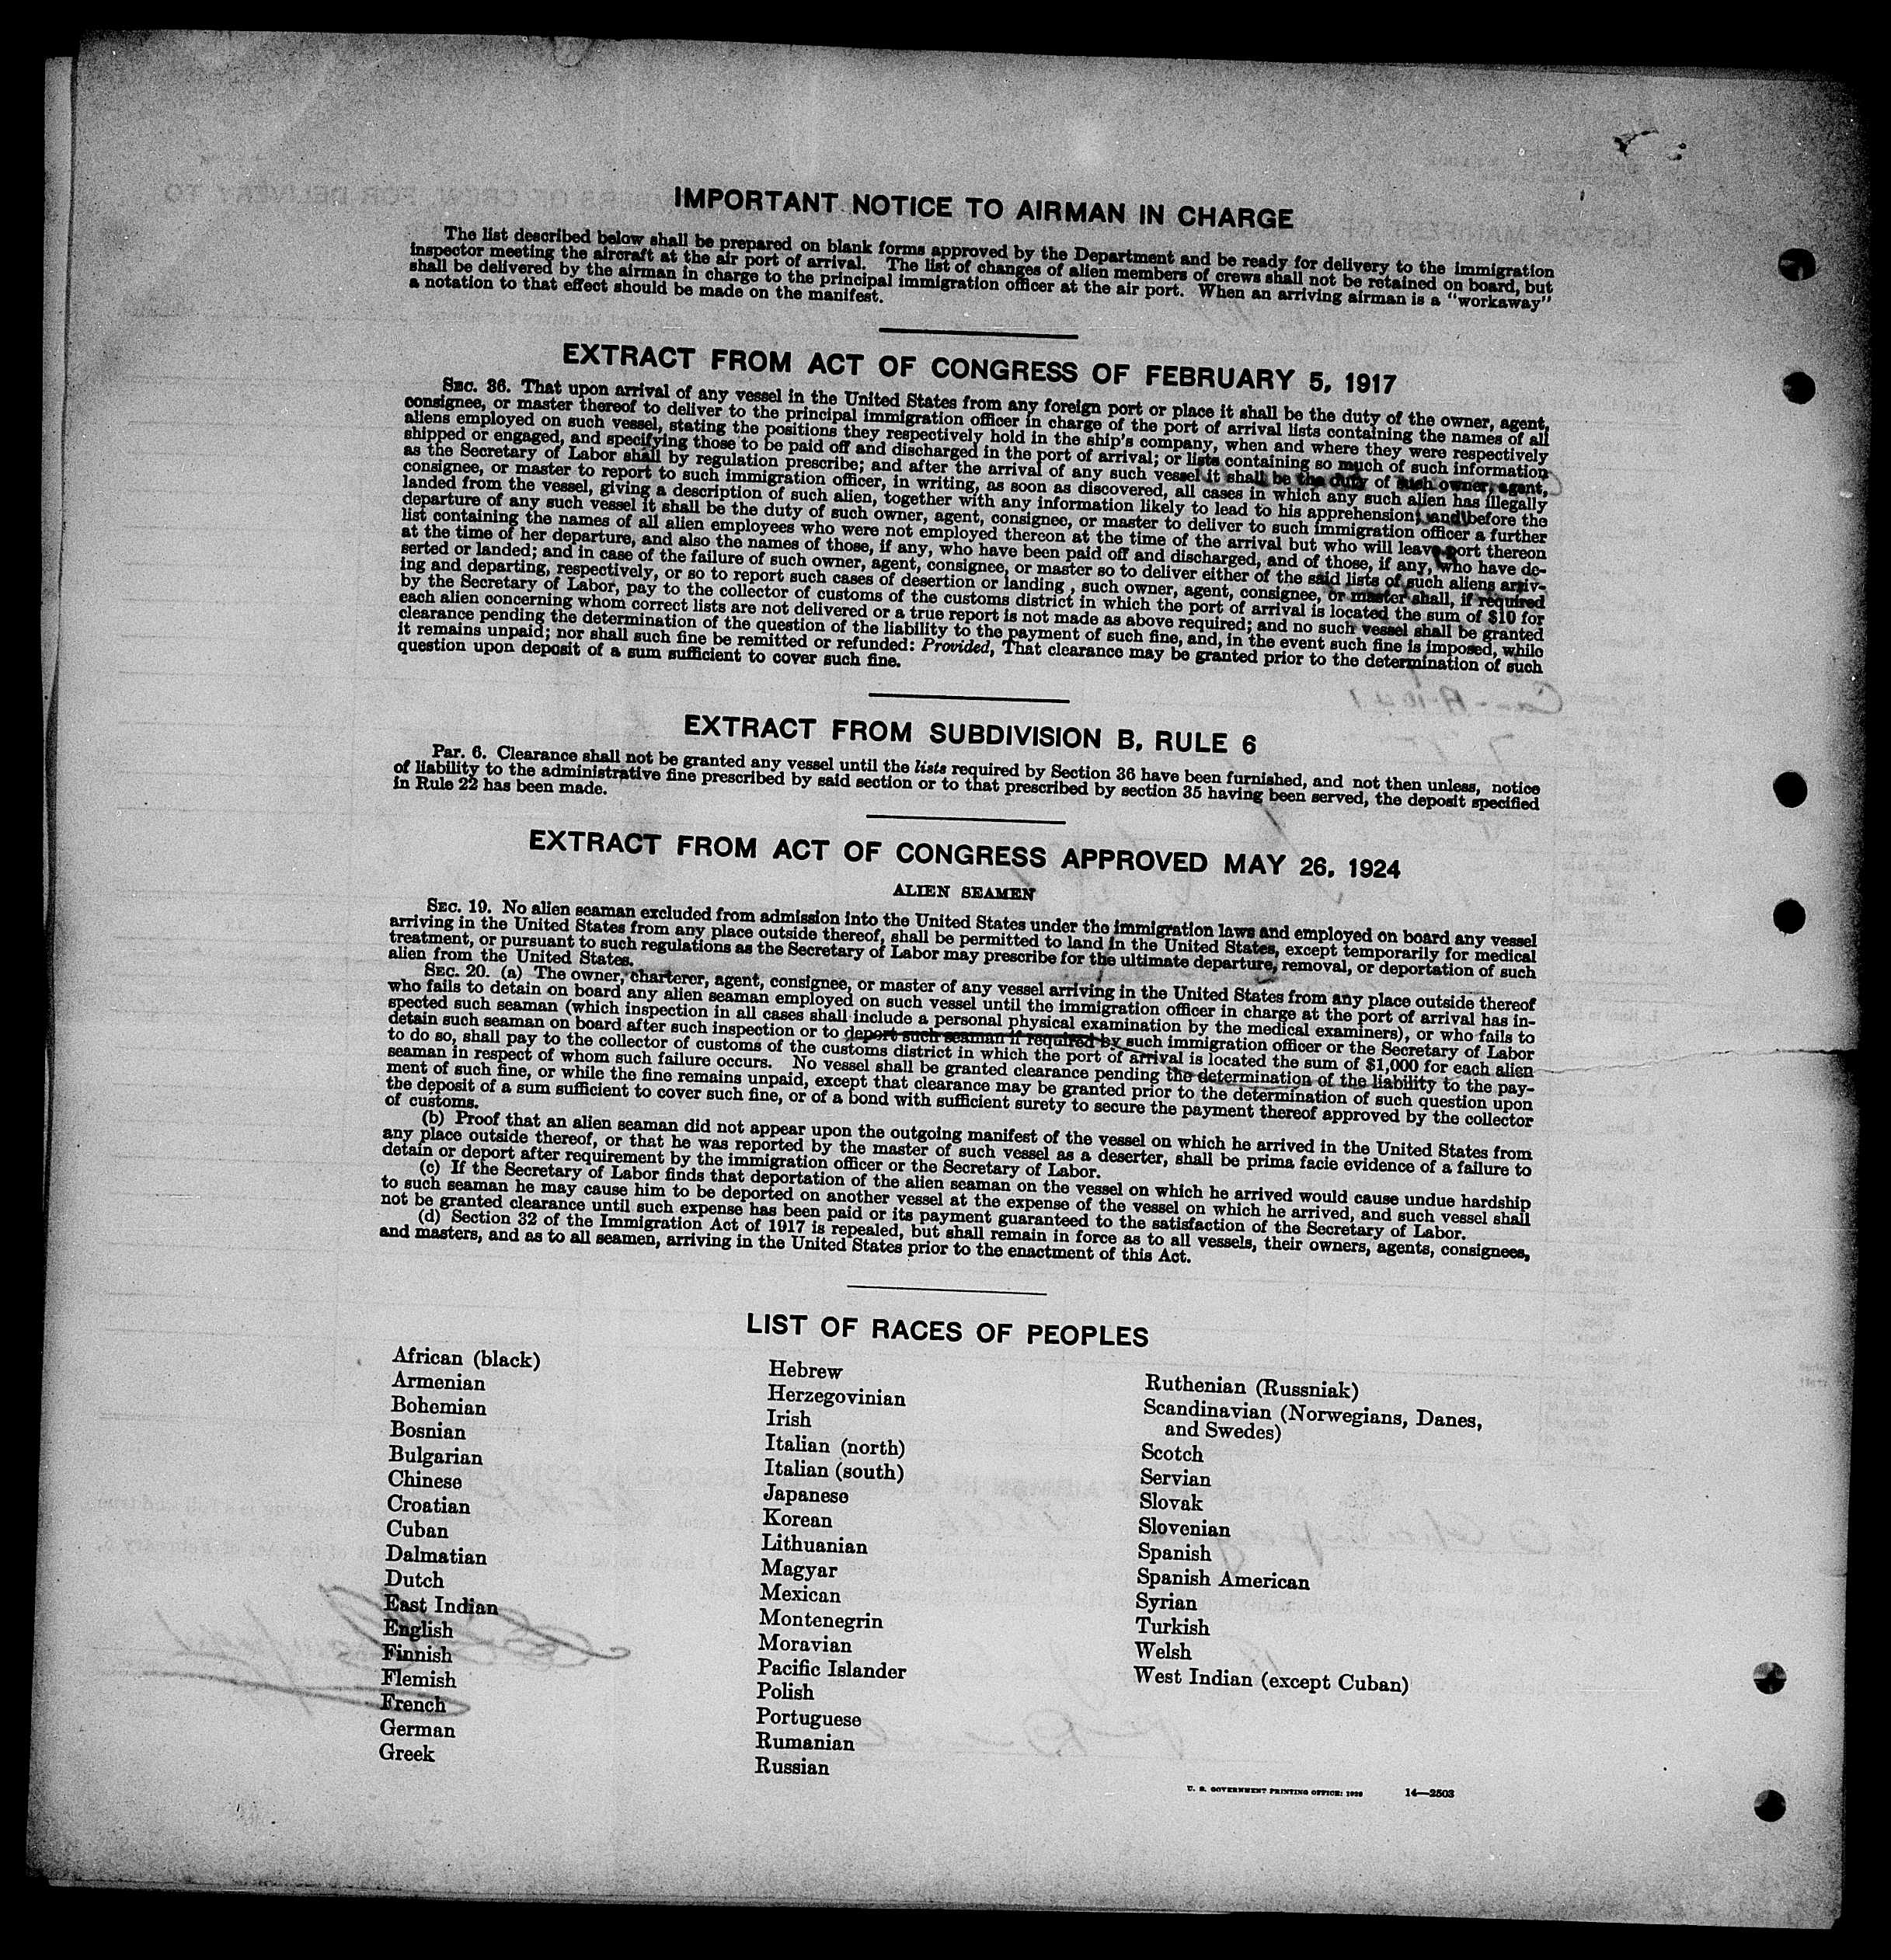 IMPORTANT NOTICE TO AIRMAN IN CHARGE
The list described below shall be prepared on blank forms approved by the Department and be ready for delivery to the immigration
inspector meeting the aircraft at the air port of arrival. The list of changes of alien members of crews shall not be retained on board, but
shall be delivered by the airman in charge to the principal immigration officer at the air port. When an arriving airman is a "workaway"
a notation to that effect should be made on the manifest.
EXTRACT FROM ACT OF CONGRESS OF FEBRUARY 5, 1917
SEC. 36. That upon arrival of any vessel in the United States from any foreign port or place it shall be the duty of the owner, agent,
consignee, or master thereof to deliver to the principal immigration officer in charge of the port of arrival lists containing the names of all
aliens employed on such vessel, stating the positions they respectively hold in the ship's company, when and where they were respectively
shipped or engaged, and specifying those to be paid off and discharged in the port of arrival; or lists containing so much of such information
as the Secretary of Labor shall by regulation prescribe; and after the arrival of any such vessel it shall be the duty of such owner, agent,
consignee, or master to report to such immigration officer, in writing, as soon as discovered, all cases in which any such alien has illegally
landed from the vessel, giving a description of such alien, together with any information likely to lead to his apprehension; and before the
departure of any such vessel it shall be the duty of such owner, agent, consignee, or master to deliver to such immigration officer a further
list containing the names of all alien employees who were not employed thereon at the time of the arrival but who will leave port thereon
at the time of her departure, and also the names of those, if any, who have been paid off and discharged, and of those, if any, who have de-
serted or landed; and in case of the failure of such owner, agent, consignee, or master so to deliver either of the said lists of such aliens arriv-
ing and departing, respectively, or so to report such cases of desertion or landing , such owner, agent, consignee, or master shall, if required
by the Secretary of Labor, pay to the collector of customs of the customs district in which the port of arrival is located the sum of $10 for
each alien concerning whom correct lists are not delivered or a true report is not made as above required; and no such vessel shall be granted
clearance pending the determination of the question of the liability to the payment of such fine, and, in the event such fine is imposed, while
it remains unpaid; nor shall such fine be remitted or refunded: Provided, That clearance may be granted prior to the determination of such
question upon deposit of a sum sufficient to cover such fine.
EXTRACT FROM SUBDIVISION B, RULE 6
Par. 6. Clearance shall not be granted any vessel until the lists required by Section 36 have been furnished, and not then unless, notice
of liability to the administrative fine prescribed by said section or to that prescribed by section 35 having been served, the deposit specified
in Rule 22 has been made.
EXTRACT FROM ACT OF CONGRESS APPROVED MAY 26, 1924
ALIEN SEAMEN
SEC. 19. No alien seaman excluded from admission into the United States under the immigration laws and employed on board any vessel
arriving in the United States from any place outside thereof, shall be permitted to land in the United States, except temporarily for medical
treatment, or pursuant to such regulations as the Secretary of Labor may prescribe for the ultimate departure, removal, or deportation of such
alien from the United States.
SEC. 20. (a) The owner, charterer, agent, consignee, or master of any vessel arriving in the United States from any place outside thereof
who fails to detain on board any alien seaman employed on such vessel until the immigration officer in charge at the port of arrival has in-
spected such seaman (which inspection in all cases shall include a personal physical examination by the medical examiners), or who fails to
detain such seaman on board after such inspection or to deport such seaman if required by such immigration officer or the Secretary of Labor
to do so, shall pay to the collector of customs of the customs district in which the port of arrival is located the sum of $1,000 for each alien
seaman in respect of whom such failure occurs. No vessel shall be granted clearance pending the determination of the liability to the pay-
ment of such fine, or while the fine remains unpaid, except that clearance may be granted prior to the determination of such question upon
the deposit of a sum sufficient to cover such fine, or of a bond with sufficient surety to secure the payment thereof approved by the collector
of customs.
(b) Proof that an alien seaman did not appear upon the outgoing manifest of the vessel on which he arrived in the United States from
any place outside thereof, or that he was reported by the master of such vessel as a deserter, shall be prima facie evidence of a failure to
detain or deport after requirement by the immigration officer or the Secretary of Labor.
(c) If the Secretary of Labor finds that deportation of the alien seaman on the vessel on which he arrived would cause undue hardship
to such seaman he may cause him to be deported on another vessel at the expense of the vessel on which he arrived, and such vessel shall
not be granted clearance until such expense has been paid or its payment guaranteed to the satisfaction of the Secretary of Labor.
(d) Section 32 of the Immigration Act of 1917 is repealed, but shall remain in force as to all vessels, their owners, agents, consignees,
and masters, and as to all seamen, arriving in the United States prior to the enactment of this Act.
LIST OF RACES OF PEOPLES
African (black)
Armenian
Bohemian
Bosnian
Bulgarian
Chinese
Croatian
Cuban
Dalmatian
Dutch
East Indian
English
Finnish
Flemish
French
German
Greek
Hebrew
Herzegovinian
Irish
Italian (north)
Italian (south)
Japanese
Korean
Lithuanian
Magyar
Mexican
Montenegrin
Moravian
Pacific Islander
Polish
Portuguese
Rumanian
Russian
Ruthenian (Russniak)
Scandinavian (Norwegians, Danes,
and Swedes)
Scotch
Servian
Slovak
Slovenian
Spanish
Spanish American
Syrian
Turkish
Welsh
West Indian (except Cuban)
U. S. GOVERNMENT PRINTING OFFICE: 14—2503